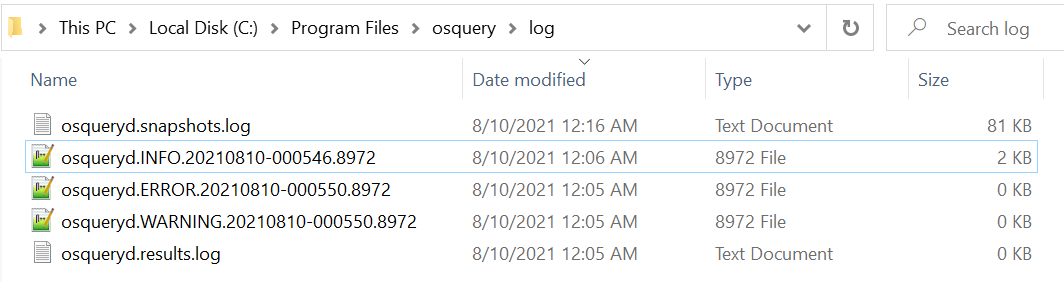 This PC > Local Disk (C:) > Program Files > osquery > log Search log
Name Date modified Type Size
osqueryd.snapshots.log 8/10/2021 12:16 AM Text Document 81 KB
osqueryd.INFO.20210810-000546.8972 8/10/2021 12:06 AM 8972 File 2 KB
osqueryd.ERROR.20210810-000550.8972 8/10/2021 12:05 AM 8972 File 0 KB
osqueryd.WARNING.20210810-000550.8972 8/10/2021 12:05 AM 8972 File 0 KB
osqueryd.results.log 8/10/2021 12:05 AM Text Document 0 KB